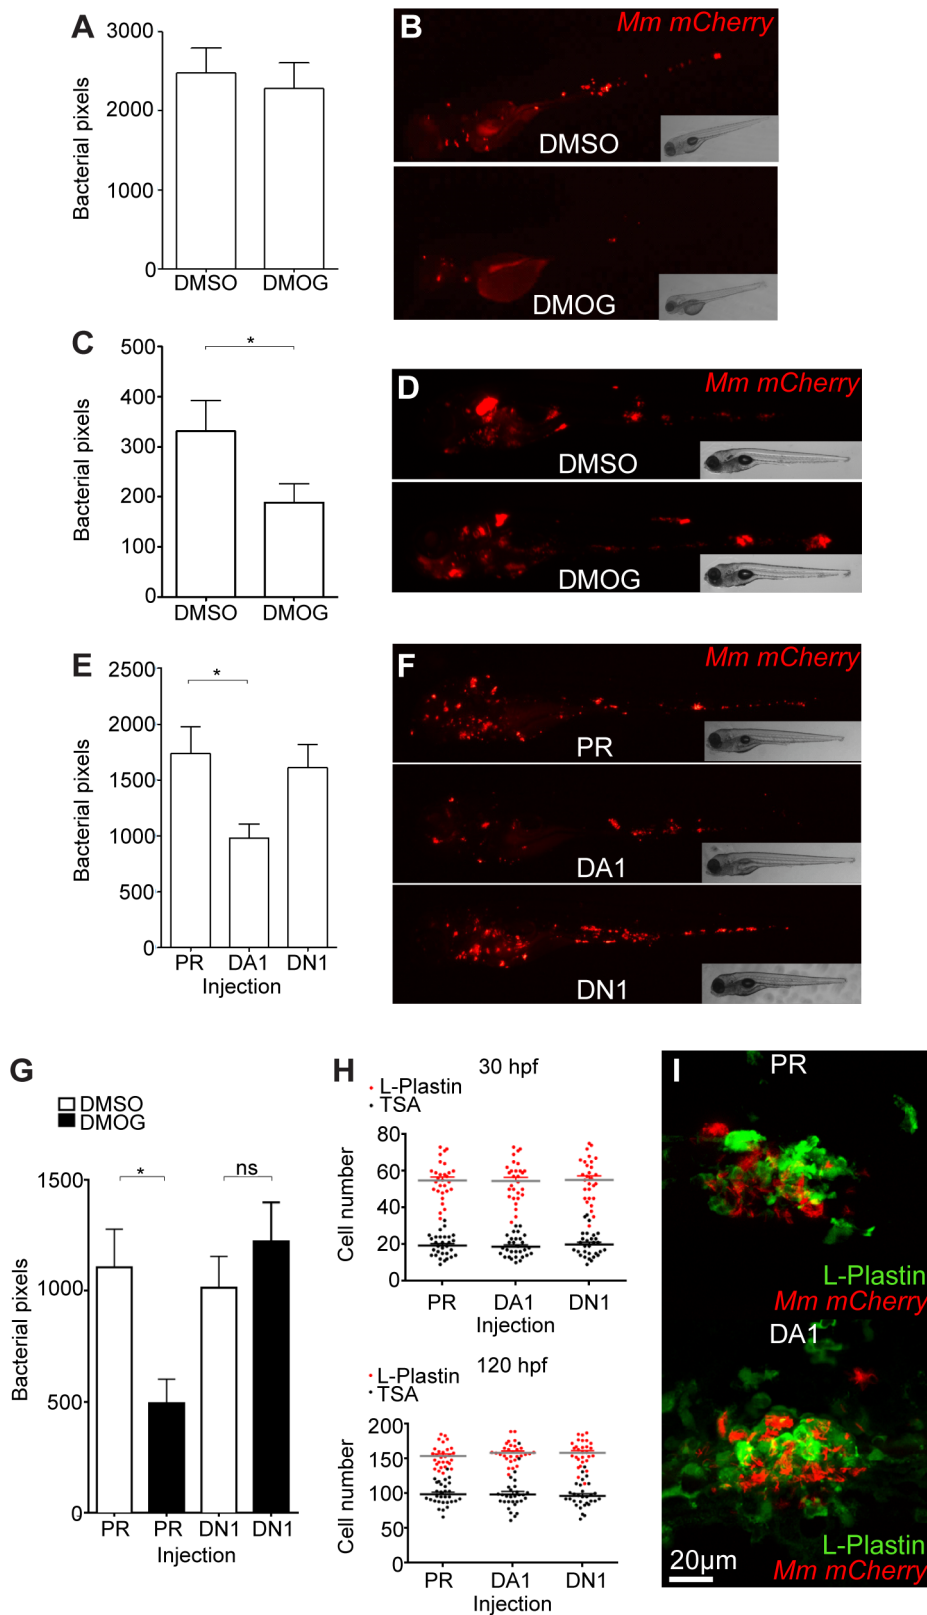 A
3000
2000
1000
0
Bacterial pixels
DMSO DMOG
B
Mm mCherry
DMSO
DMOG
C
500
400
300
200
100
0
Bacterial pixels
*
DMSO DMOG
D
Mm mCherry
DMSO
DMOG
E
2500
2000
1500
1000
500
0
Bacterial pixels
*
PR DA1 DN1
Injection
F
Mm mCherry
PR
DA1
DN1
G
DMSO
DMOG
1500
1000
500
0
Bacterial pixels
* ns
PR PR DN1 DN1
Injection
H
30 hpf
L-Plastin
TSA
80
60
40
20
0
Cell number
PR DA1 DN1
Injection
120 hpf
L-Plastin
TSA
200
150
100
50
0
Cell number
PR DA1 DN1
Injection
I
PR
L-Plastin
Mm mCherry
DA1
L-Plastin
Mm mCherry
20µm